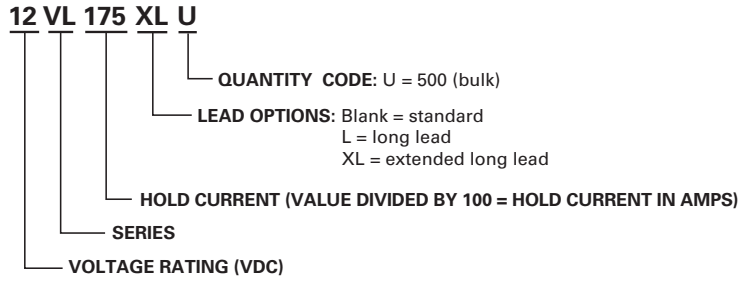 12 VL 175 XL U
QUANTITY CODE: U = 500 (bulk)
LEAD OPTIONS: Blank = standard
L = long lead
XL = extended long lead
HOLD CURRENT (VALUE DIVIDED BY 100 = HOLD CURRENT IN AMPS)
SERIES
VOLTAGE RATING (VDC)